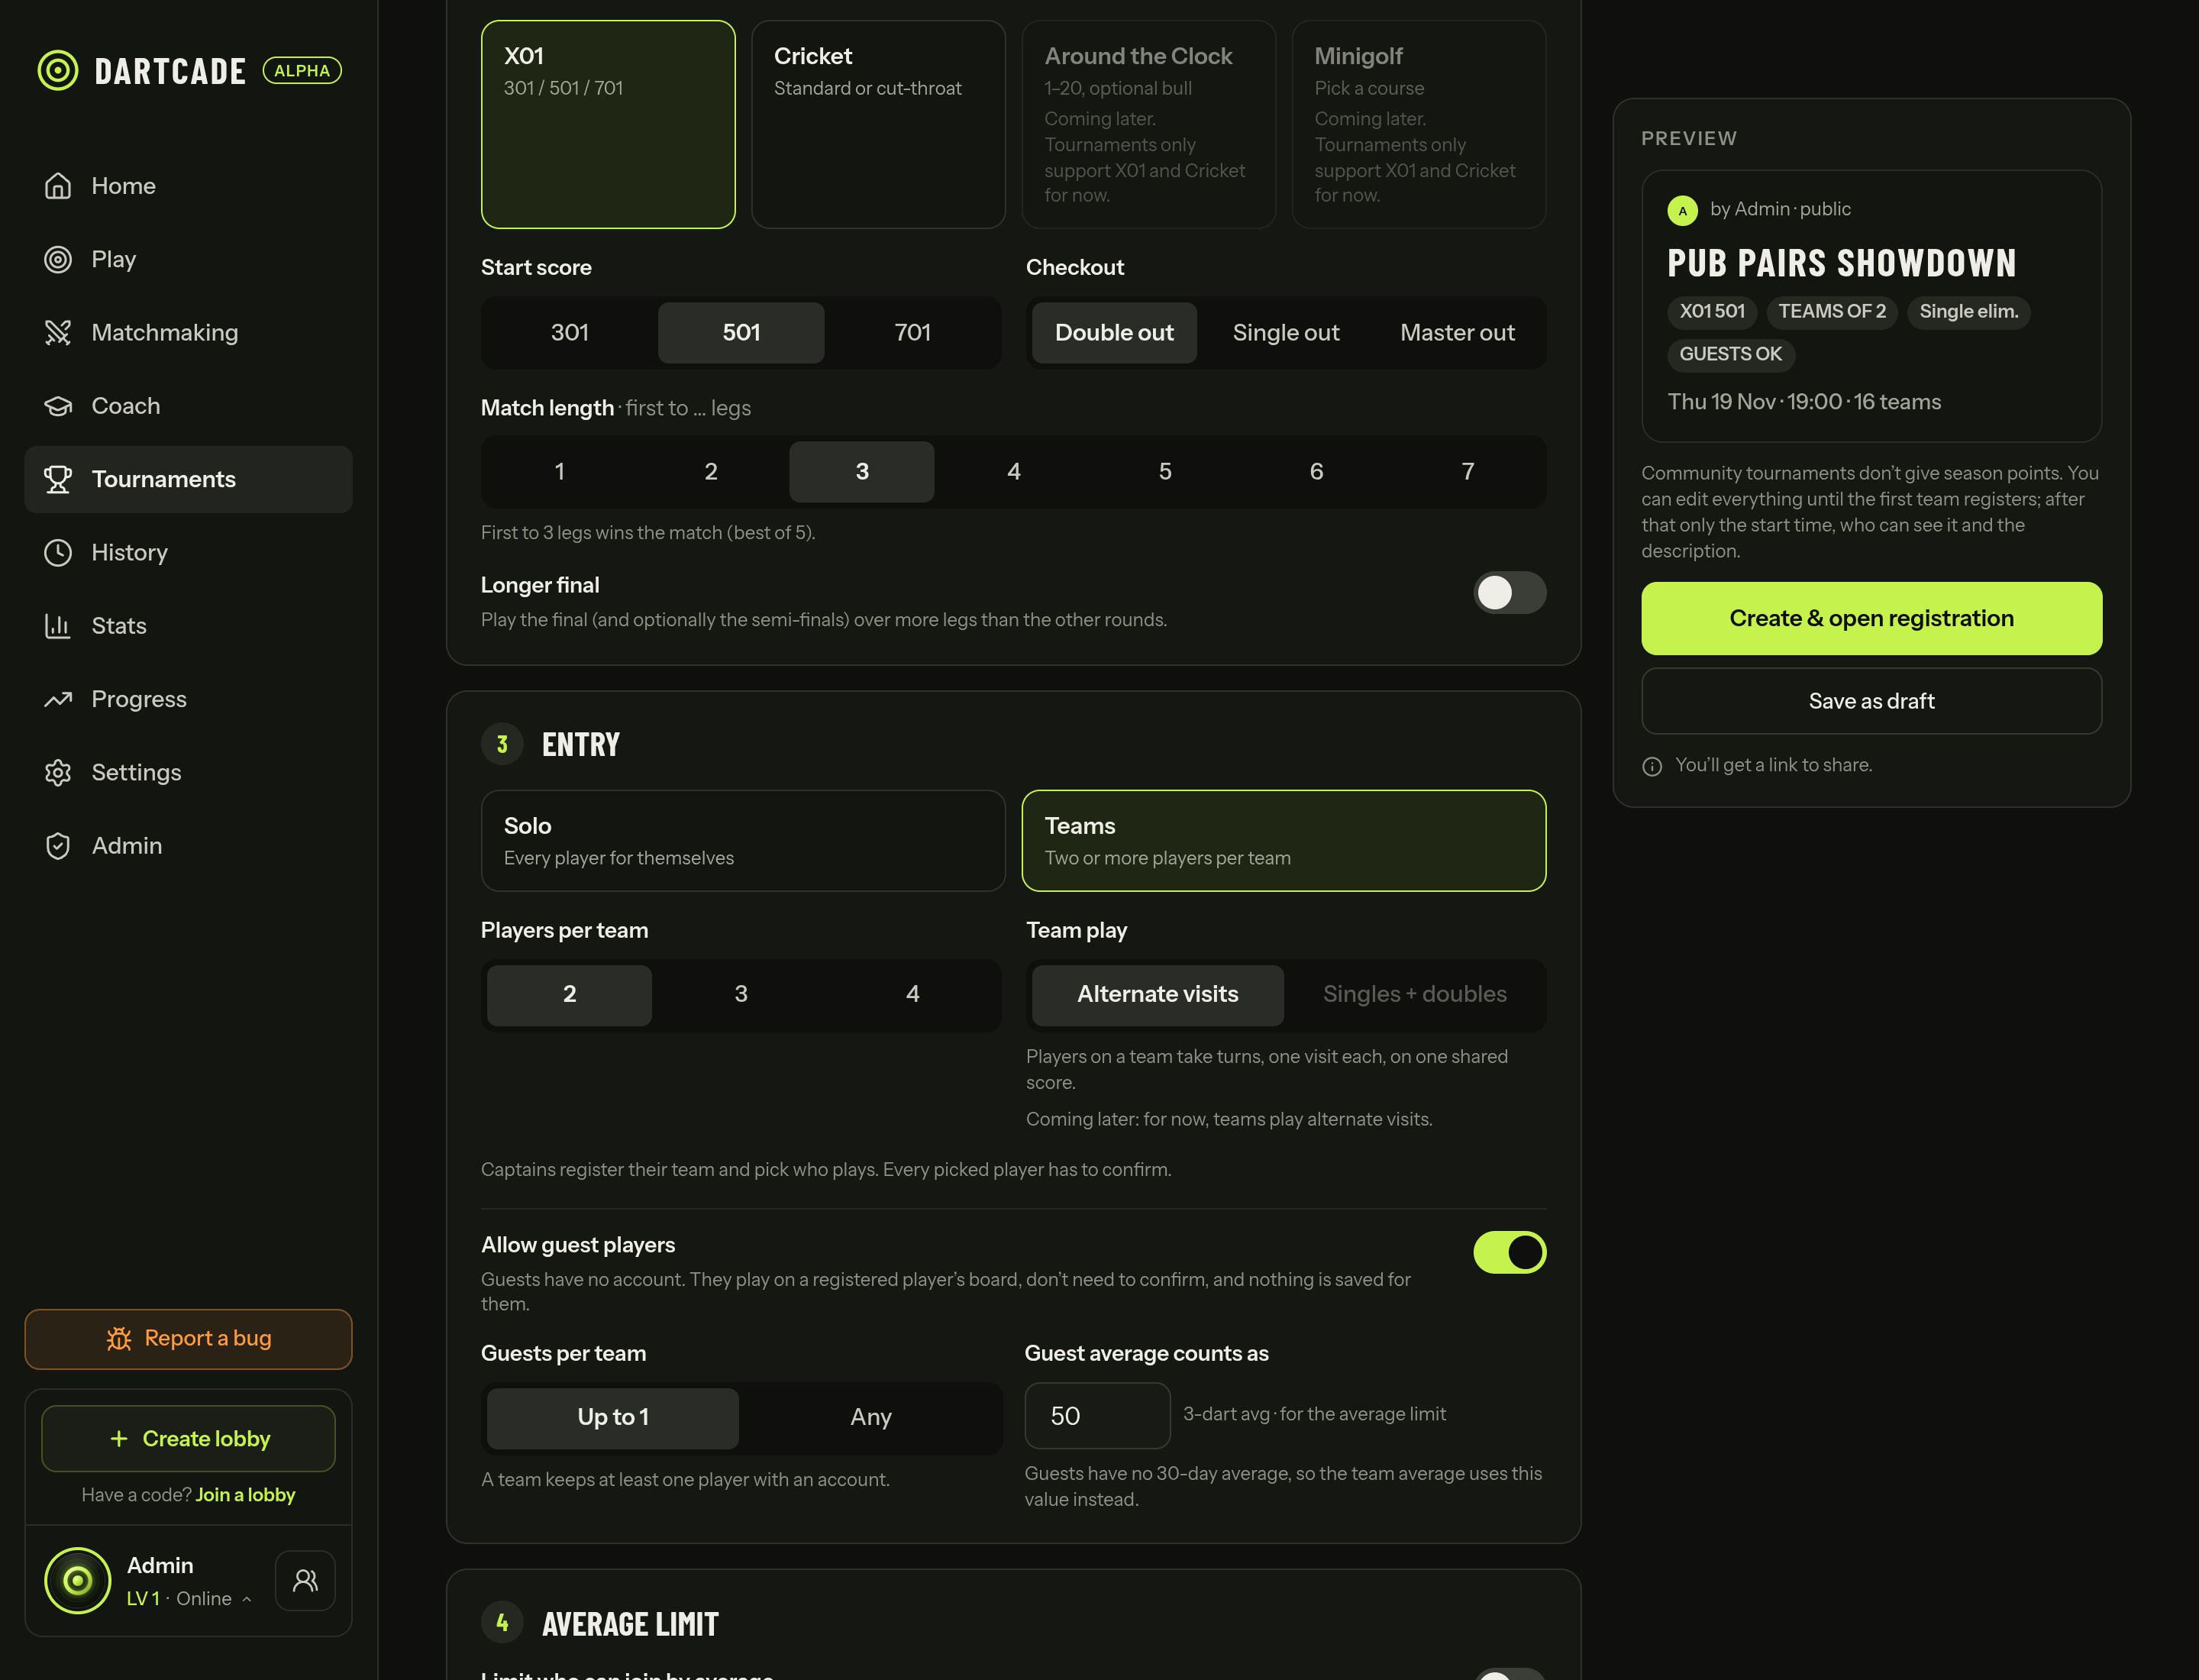 DARTCADE ALPHA
Home
Play
Matchmaking
Coach
Tournaments
History
Stats
Progress
Settings
Admin
Report a bug
Create lobby
Have a code? Join a lobby
Admin
LV 1 · Online
X01
301 / 501 / 701
Cricket
Standard or cut-throat
Around the Clock
1–20, optional bull
Coming later.
Tournaments only
support X01 and Cricket
for now.
Minigolf
Pick a course
Coming later.
Tournaments only
support X01 and Cricket
for now.
Start score
301 501 701
Checkout
Double out Single out Master out
Match length · first to ... legs
1 2 3 4 5 6 7
First to 3 legs wins the match (best of 5).
Longer final
Play the final (and optionally the semi-finals) over more legs than the other rounds.
3 ENTRY
Solo
Every player for themselves
Teams
Two or more players per team
Players per team
2 3 4
Team play
Alternate visits Singles + doubles
Players on a team take turns, one visit each, on one shared
score.
Coming later: for now, teams play alternate visits.
Captains register their team and pick who plays. Every picked player has to confirm.
Allow guest players
Guests have no account. They play on a registered player’s board, don’t need to confirm, and nothing is saved for
them.
Guests per team
Up to 1 Any
A team keeps at least one player with an account.
Guest average counts as
50 3-dart avg · for the average limit
Guests have no 30-day average, so the team average uses this
value instead.
4 AVERAGE LIMIT
Limit who can join by average
PREVIEW
A by Admin · public
PUB PAIRS SHOWDOWN
X01 501 TEAMS OF 2 Single elim.
GUESTS OK
Thu 19 Nov · 19:00 · 16 teams
Community tournaments don’t give season points. You
can edit everything until the first team registers; after
that only the start time, who can see it and the
description.
Create & open registration
Save as draft
You’ll get a link to share.